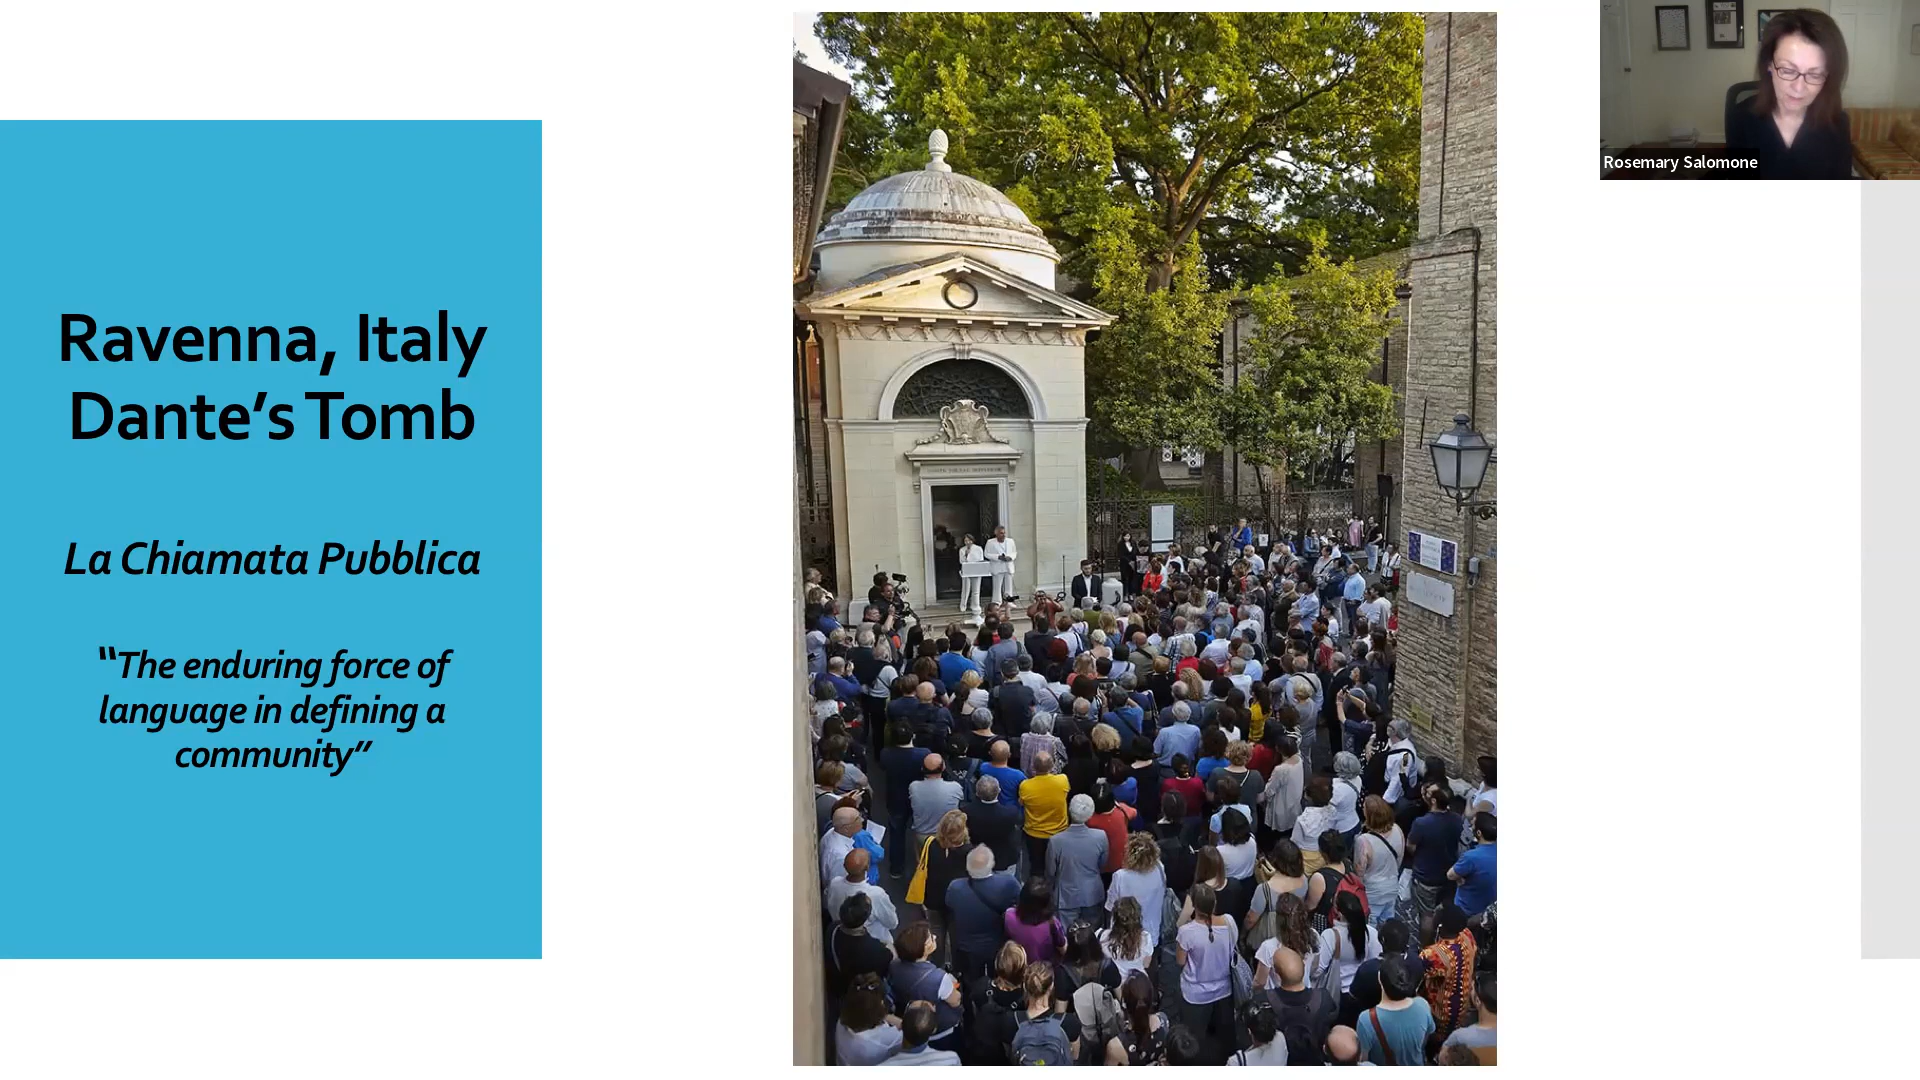 Ravenna, Italy
Dante’s Tomb
La Chiamata Pubblica
“The enduring force of
language in defining a
community”
Rosemary Salomone